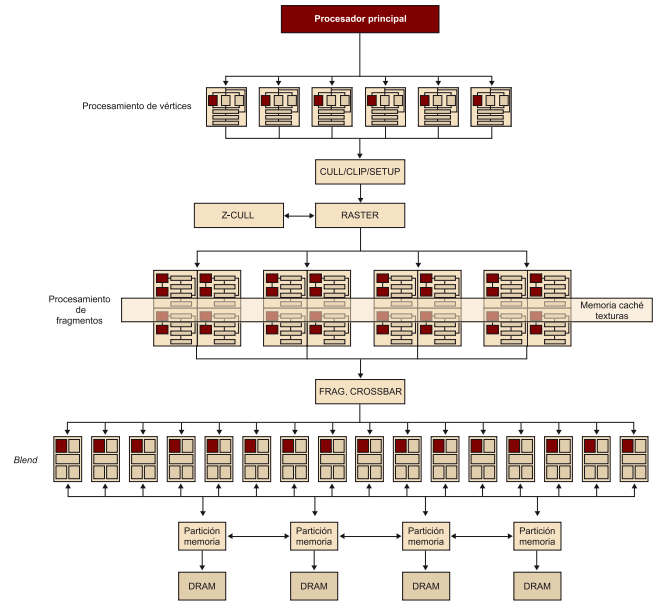 Procesador principal
Procesamiento de vértices
CULL/CLIP/SETUP
Z-CULL
RASTER
Procesamiento
de
fragmentos
Memoria caché
texturas
FRAG. CROSSBAR
Blend
Partición
memoria
Partición
memoria
Partición
memoria
Partición
memoria
DRAM
DRAM
DRAM
DRAM